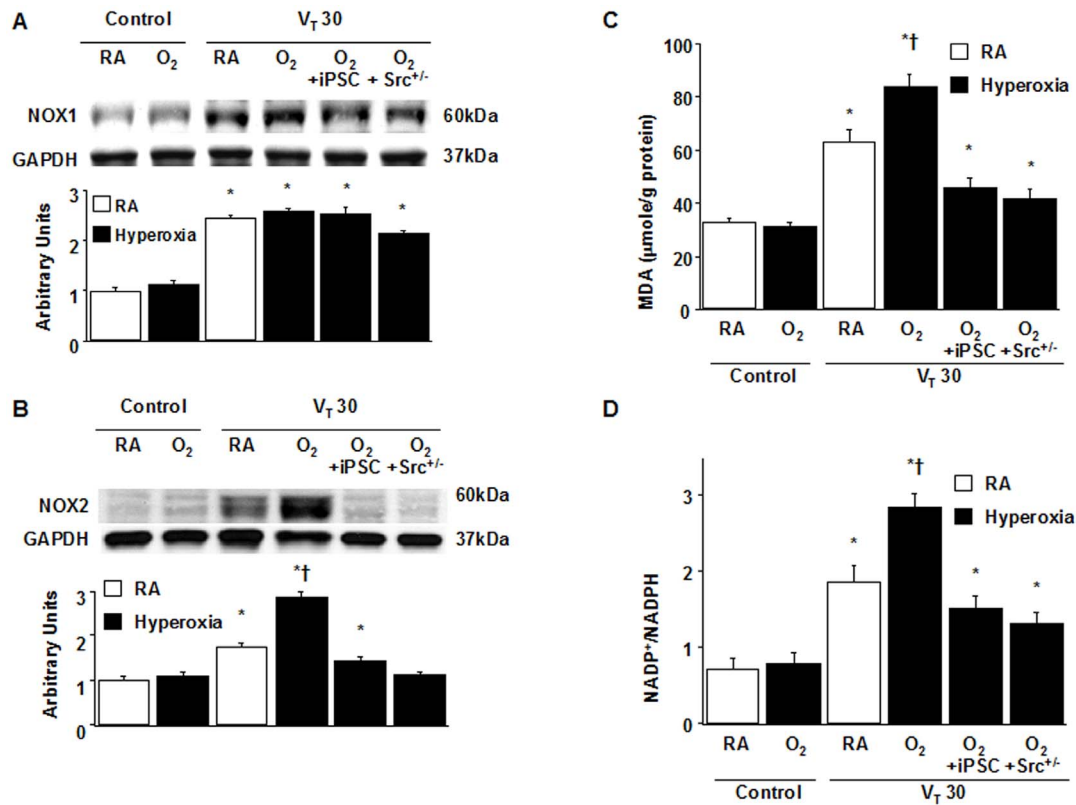 A
Control V_T 30
RA O₂ RA O₂ O₂ O₂
+iPSC + Src⁺/⁻
NOX1 60kDa
GAPDH 37kDa
3
2
1
0
Arbitrary Units
RA
Hyperoxia
* * * *
B
Control V_T 30
RA O₂ RA O₂ O₂ O₂
+iPSC +Src⁺/⁻
NOX2 60kDa
GAPDH 37kDa
3
2
1
0
Arbitrary Units
RA
Hyperoxia
* *† *
C
100
80
60
40
20
0
MDA (µmole/g protein)
RA
Hyperoxia
* *† * *
RA O₂ RA O₂ O₂ O₂
+iPSC +Src⁺/⁻
Control V_T 30
D
3
2
1
0
NADP⁺/NADPH
RA
Hyperoxia
* *† * *
RA O₂ RA O₂ O₂ O₂
+iPSC +Src⁺/⁻
Control V_T 30